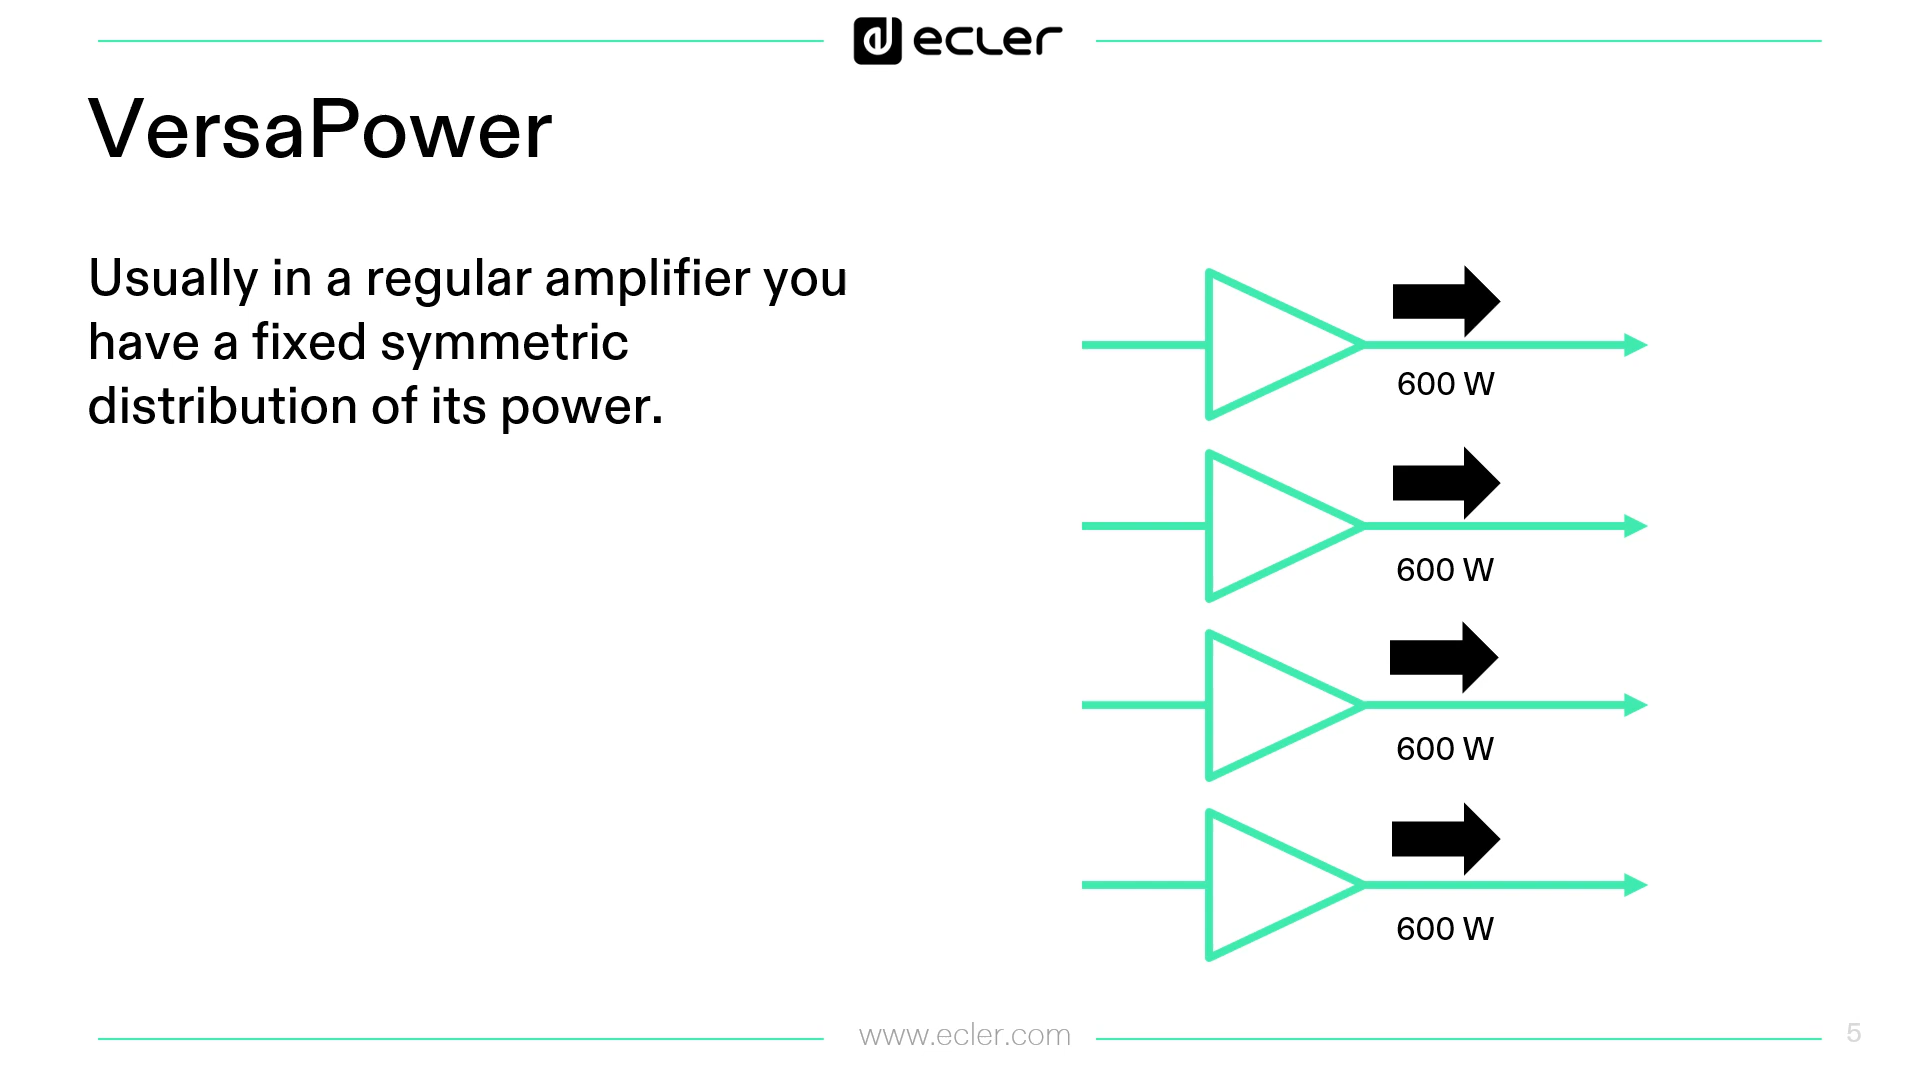 ecler
VersaPower
Usually in a regular amplifier you
have a fixed symmetric
distribution of its power.
600 W
600 W
600 W
600 W
www.ecler.com
5